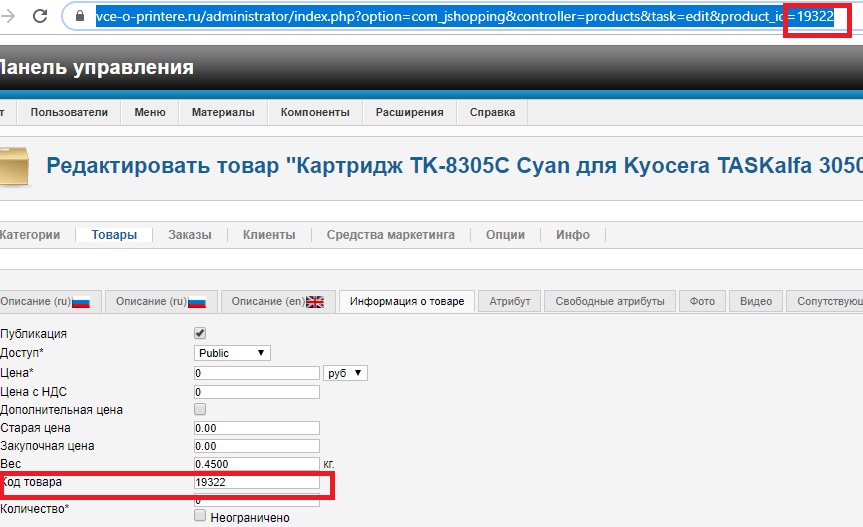 vce-o-printere.ru/administrator/index.php?option=com_jshopping&controller=products&task=edit&product_id=19322
Панель управления
Пользователи Меню Материалы Компоненты Расширения Справка
Редактировать товар "Картридж TK-8305C Cyan для Kyocera TASKalfa 3050
Категории Товары Заказы Клиенты Средства маркетинга Опции Инфо
Описание (ru) Описание (ru) Описание (en) Информация о товаре Атрибут Свободные атрибуты Фото Видео Сопутствующ
Публикация
Доступ* Public
Цена* 0 руб
Цена с НДС 0
Дополнительная цена
Старая цена 0.00
Закупочная цена 0.00
Вес 0.4500 кг.
Код товара 19322
Количество* 0
Неограничено